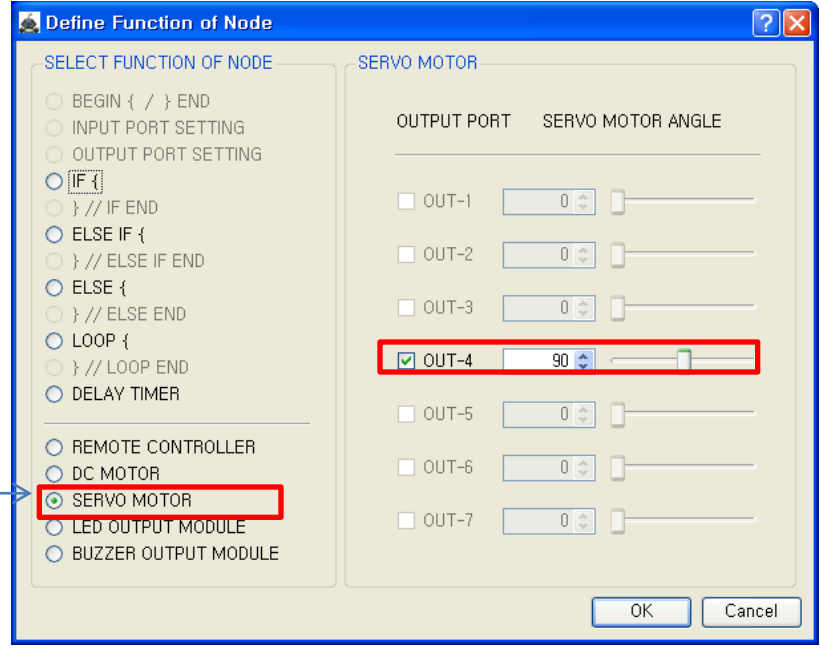 Define Function of Node
SELECT FUNCTION OF NODE
BEGIN { / } END
INPUT PORT SETTING
OUTPUT PORT SETTING
IF {
} // IF END
ELSE IF {
} // ELSE IF END
ELSE {
} // ELSE END
LOOP {
} // LOOP END
DELAY TIMER
REMOTE CONTROLLER
DC MOTOR
SERVO MOTOR
LED OUTPUT MODULE
BUZZER OUTPUT MODULE
SERVO MOTOR
OUTPUT PORT SERVO MOTOR ANGLE
OUT-1 0
OUT-2 0
OUT-3 0
OUT-4 90
OUT-5 0
OUT-6 0
OUT-7 0
OK Cancel